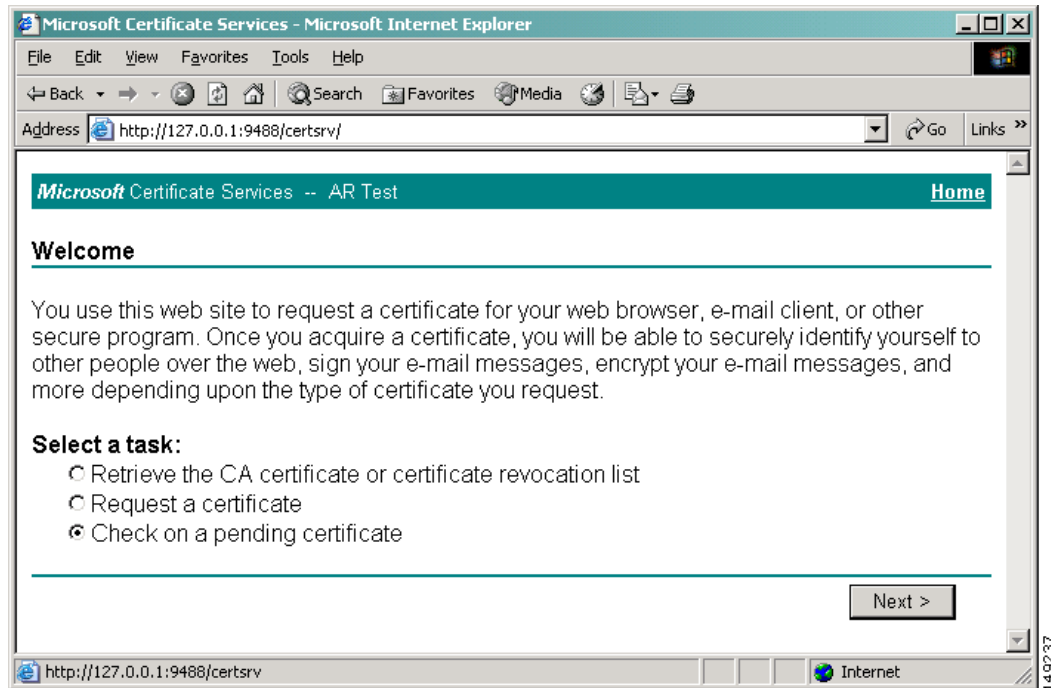 Microsoft Certificate Services - Microsoft Internet Explorer
File Edit View Favorites Tools Help
Back Search Favorites Media
Address http://127.0.0.1:9488/certsrv/ Go Links »
Microsoft Certificate Services -- AR Test Home
Welcome
You use this web site to request a certificate for your web browser, e-mail client, or other
secure program. Once you acquire a certificate, you will be able to securely identify yourself to
other people over the web, sign your e-mail messages, encrypt your e-mail messages, and
more depending upon the type of certificate you request.
Select a task:
Retrieve the CA certificate or certificate revocation list
Request a certificate
Check on a pending certificate
Next >
http://127.0.0.1:9488/certsrv Internet
149237